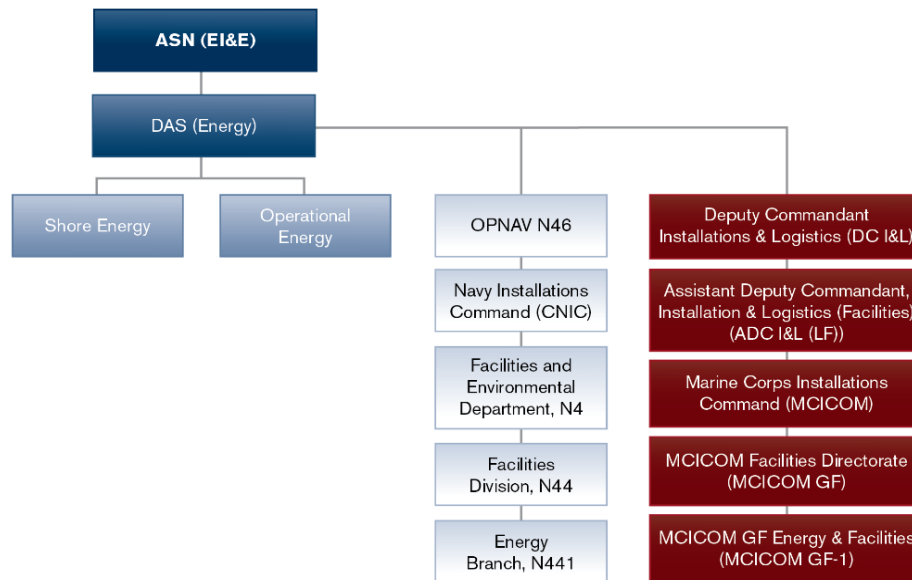 ASN (EI&E)
DAS (Energy)
Shore Energy
Operational
Energy
OPNAV N46
Navy Installations
Command (CNIC)
Facilities and
Environmental
Department, N4
Facilities
Division, N44
Energy
Branch, N441
Deputy Commandant
Installations & Logistics (DC I&L)
Assistant Deputy Commandant,
Installation & Logistics (Facilities)
(ADC I&L (LF))
Marine Corps Installations
Command (MCICOM)
MCICOM Facilities Directorate
(MCICOM GF)
MCICOM GF Energy & Facilities
(MCICOM GF-1)